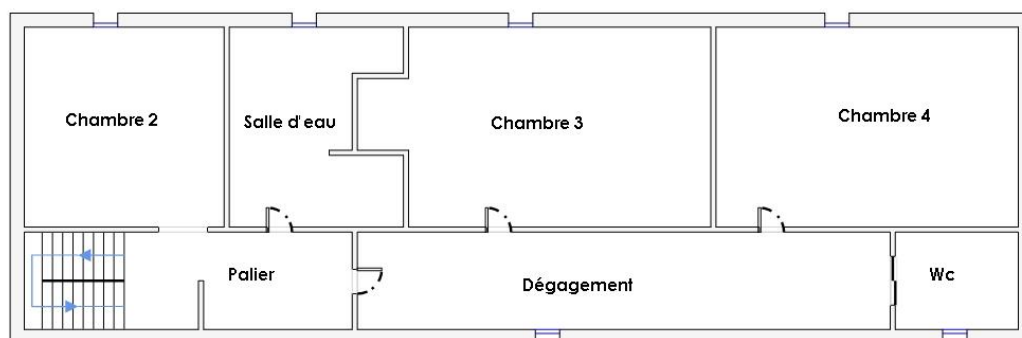 Chambre 2
Salle d'eau
Chambre 3
Chambre 4
Palier
Dégagement
Wc